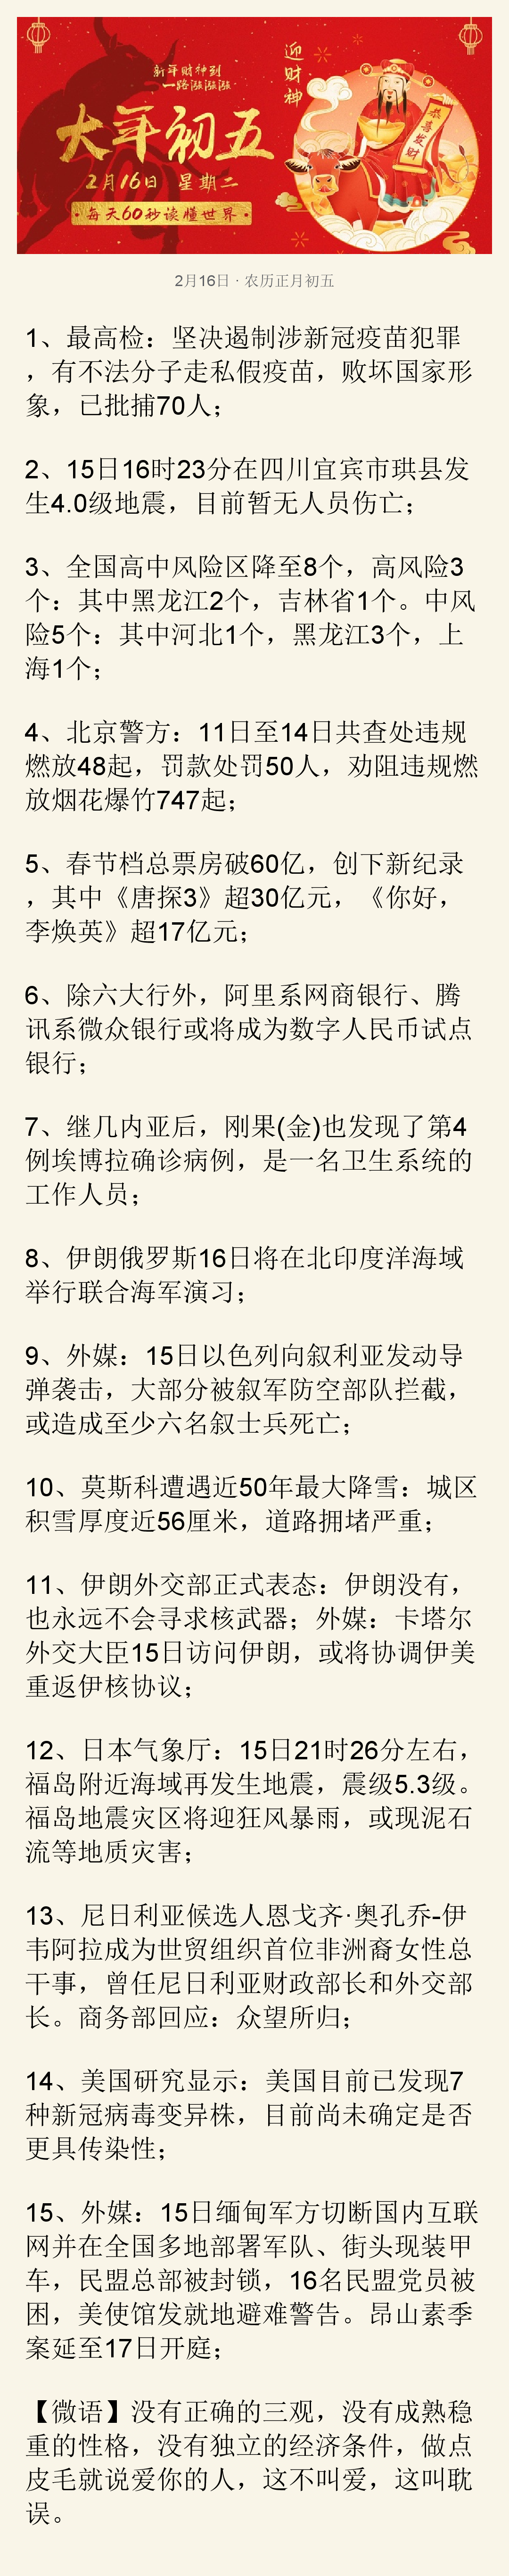 新年财神到
一路涨涨涨
迎财神
大年初五
恭喜发财
2月16日 星期二
·每天60秒读懂世界·
2月16日 · 农历正月初五
1、最高检：坚决遏制涉新冠疫苗犯罪
，有不法分子走私假疫苗，败坏国家形
象，已批捕70人；
2、15日16时23分在四川宜宾市珙县发
生4.0级地震，目前暂无人员伤亡；
3、全国高中风险区降至8个，高风险3
个：其中黑龙江2个，吉林省1个。中风
险5个：其中河北1个，黑龙江3个，上
海1个；
4、北京警方：11日至14日共查处违规
燃放48起，罚款处罚50人，劝阻违规燃
放烟花爆竹747起；
5、春节档总票房破60亿，创下新纪录
，其中《唐探3》超30亿元，《你好，
李焕英》超17亿元；
6、除六大行外，阿里系网商银行、腾
讯系微众银行或将成为数字人民币试点
银行；
7、继几内亚后，刚果(金)也发现了第4
例埃博拉确诊病例，是一名卫生系统的
工作人员；
8、伊朗俄罗斯16日将在北印度洋海域
举行联合海军演习；
9、外媒：15日以色列向叙利亚发动导
弹袭击，大部分被叙军防空部队拦截，
或造成至少六名叙士兵死亡；
10、莫斯科遭遇近50年最大降雪：城区
积雪厚度近56厘米，道路拥堵严重；
11、伊朗外交部正式表态：伊朗没有，
也永远不会寻求核武器；外媒：卡塔尔
外交大臣15日访问伊朗，或将协调伊美
重返伊核协议；
12、日本气象厅：15日21时26分左右，
福岛附近海域再发生地震，震级5.3级。
福岛地震灾区将迎狂风暴雨，或现泥石
流等地质灾害；
13、尼日利亚候选人恩戈齐·奥孔乔-伊
韦阿拉成为世贸组织首位非洲裔女性总
干事，曾任尼日利亚财政部长和外交部
长。商务部回应：众望所归；
14、美国研究显示：美国目前已发现7
种新冠病毒变异株，目前尚未确定是否
更具传染性；
15、外媒：15日缅甸军方切断国内互联
网并在全国多地部署军队、街头现装甲
车，民盟总部被封锁，16名民盟党员被
困，美使馆发就地避难警告。昂山素季
案延至17日开庭；
【微语】没有正确的三观，没有成熟稳
重的性格，没有独立的经济条件，做点
皮毛就说爱你的人，这不叫爱，这叫耽
误。